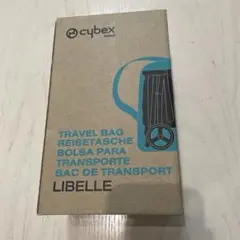 cybex
TRAVEL BAG
REISETASCHE
BOLSA PARA
TRANSPORTE
SAC DE TRANSPORT
LIBELLE